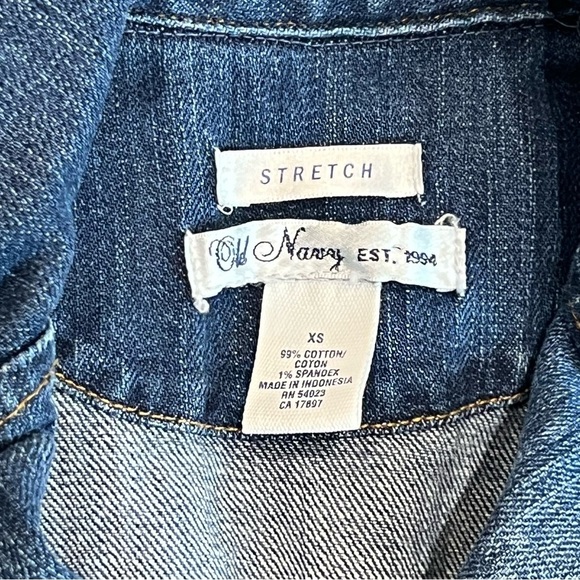 STRETCH
Old Navy EST. 1994
XS
99% COTTON/
COTON
1% SPANDEX
MADE IN INDONESIA
RN 54023
CA 17897